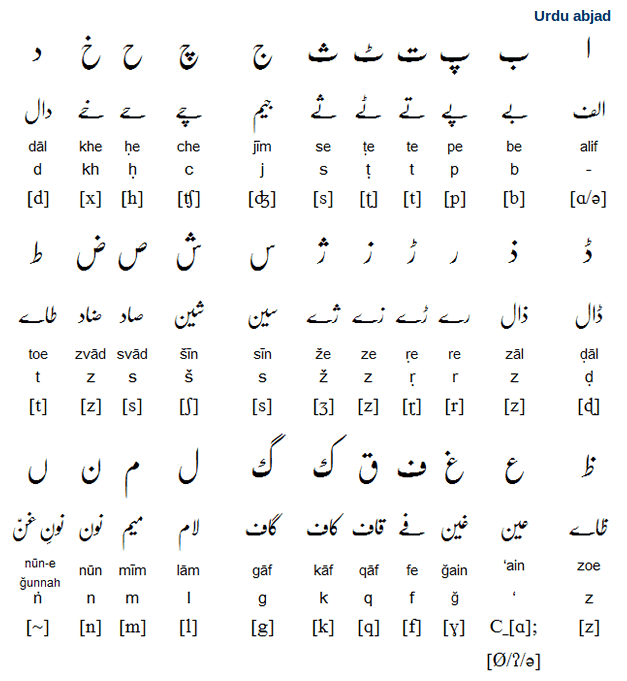 Urdu abjad
ا ب پ ت ٹ ث ج چ ح خ د
الف بے پے تے ٹے ثے جیم چے حے خے دال
dāl khe ḥe che jīm se ṭe te pe be alif
d kh ḥ c j s ṭ t p b -
[d] [x] [h] [ʧ] [ʤ] [s] [ʈ] [t] [p] [b] [ɑ/ə]
ڈ ذ ر ڑ ز ژ س ش ص ض ط
ڈال ذال رے ڑے زے ژے سین شین صاد ضاد طاے
toe zvād svād šīn sīn že ze ṛe re zāl ḍāl
t z s š s ž z ṛ r z ḍ
[t] [z] [s] [ʃ] [s] [ʒ] [z] [ɽ] [r] [z] [ɖ]
ظ ع غ ف ق ک گ ل م ن ں
ظاے عین غین فے قاف کاف گاف لام میم نون نونِ غنّہ
nūn-e ğunnah nūn mīm lām gāf kāf qāf fe ğain ‘ain zoe
ṅ n m l g k q f ğ ‘ z
[~] [n] [m] [l] [g] [k] [q] [f] [ɣ] C_[ɑ]; [z]
[Ø/ʔ/ə]